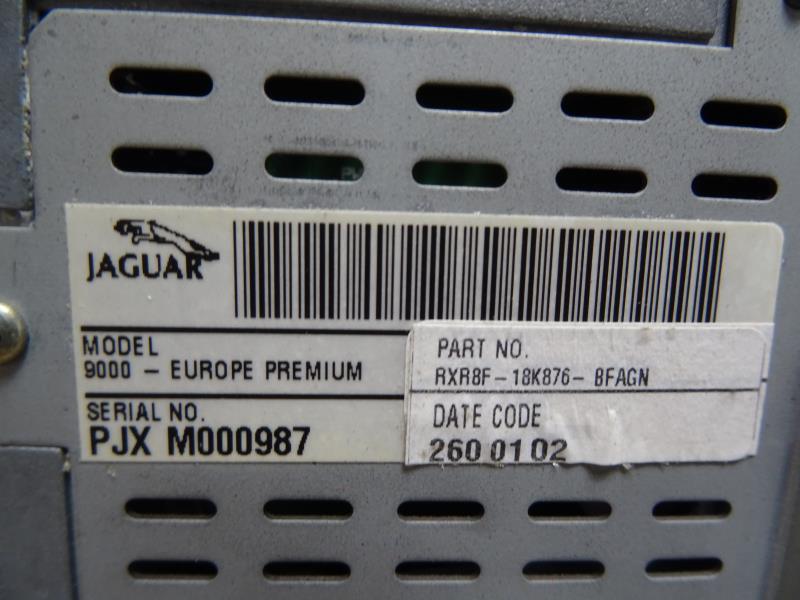 JAGUAR
MODEL
9000 - EUROPE PREMIUM
SERIAL NO.
PJX M000987
PART NO.
RXR8F-18K876-BFAGN
DATE CODE
260 01 02